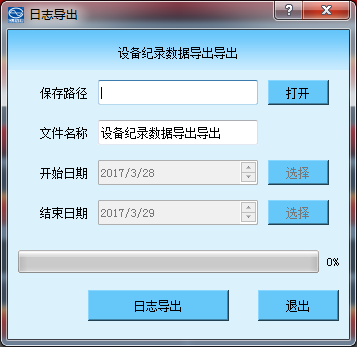 日志导出
?
设备纪录数据导出导出
保存路径
打开
文件名称 设备纪录数据导出导出
开始日期 2017/3/28 选择
结束日期 2017/3/29 选择
0%
日志导出 退出